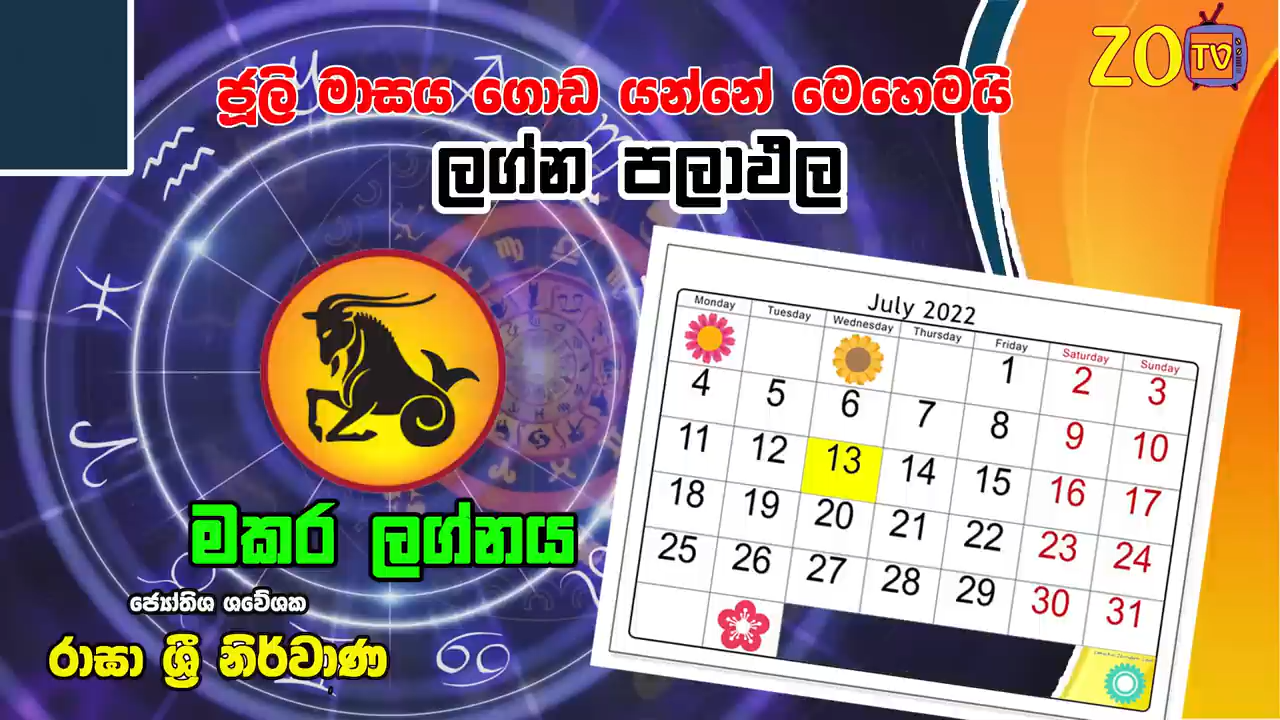 ZO TV
ජූලි මාසය ගොඩ යන්නේ මෙහෙමයි
ලග්න පලාඵල
July 2022
Monday Tuesday Wednesday Thursday Friday Saturday Sunday
1 2 3
4 5 6 7 8 9 10
11 12 13 14 15 16 17
18 19 20 21 22 23 24
25 26 27 28 29 30 31
මකර ලග්නය
ජ්‍යෝතිශ ගවේශක
රාසා ශ්‍රී නිර්වාණ